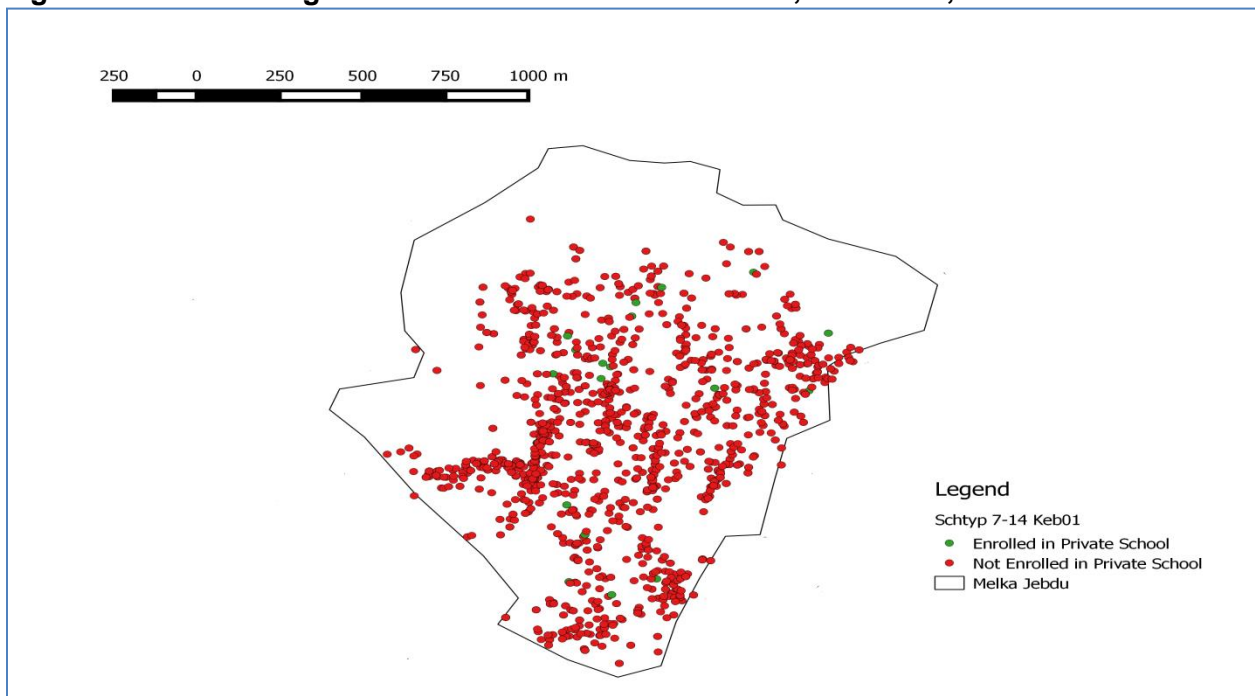 250 0 250 500 750 1000 m
Legend
Schtyp 7-14 Keb01
Enrolled in Private School
Not Enrolled in Private School
Melka Jebdu